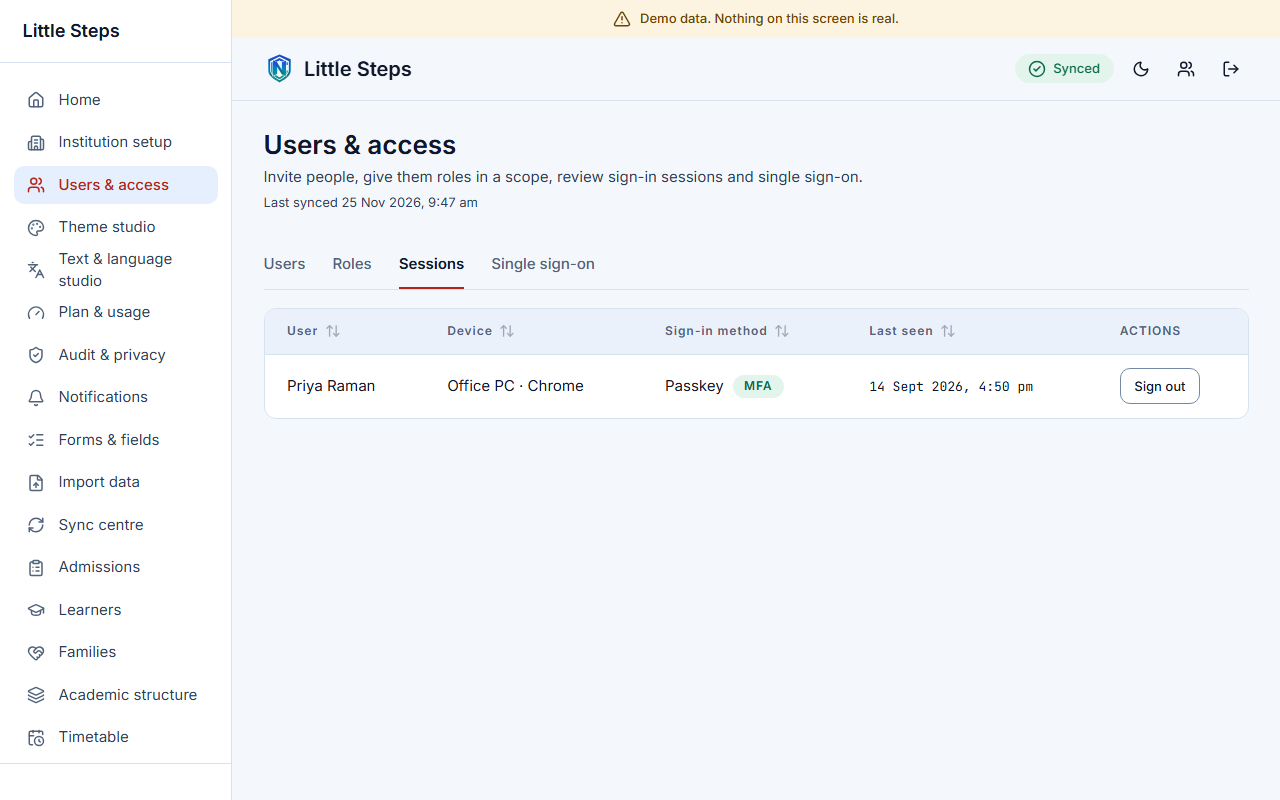 Little Steps
Home
Institution setup
Users & access
Theme studio
Text & language
studio
Plan & usage
Audit & privacy
Notifications
Forms & fields
Import data
Sync centre
Admissions
Learners
Families
Academic structure
Timetable
Demo data. Nothing on this screen is real.
Little Steps
Synced
Users & access
Invite people, give them roles in a scope, review sign-in sessions and single sign-on.
Last synced 25 Nov 2026, 9:47 am
Users Roles Sessions Single sign-on
User Device Sign-in method Last seen ACTIONS
Priya Raman Office PC · Chrome Passkey MFA 14 Sept 2026, 4:50 pm Sign out